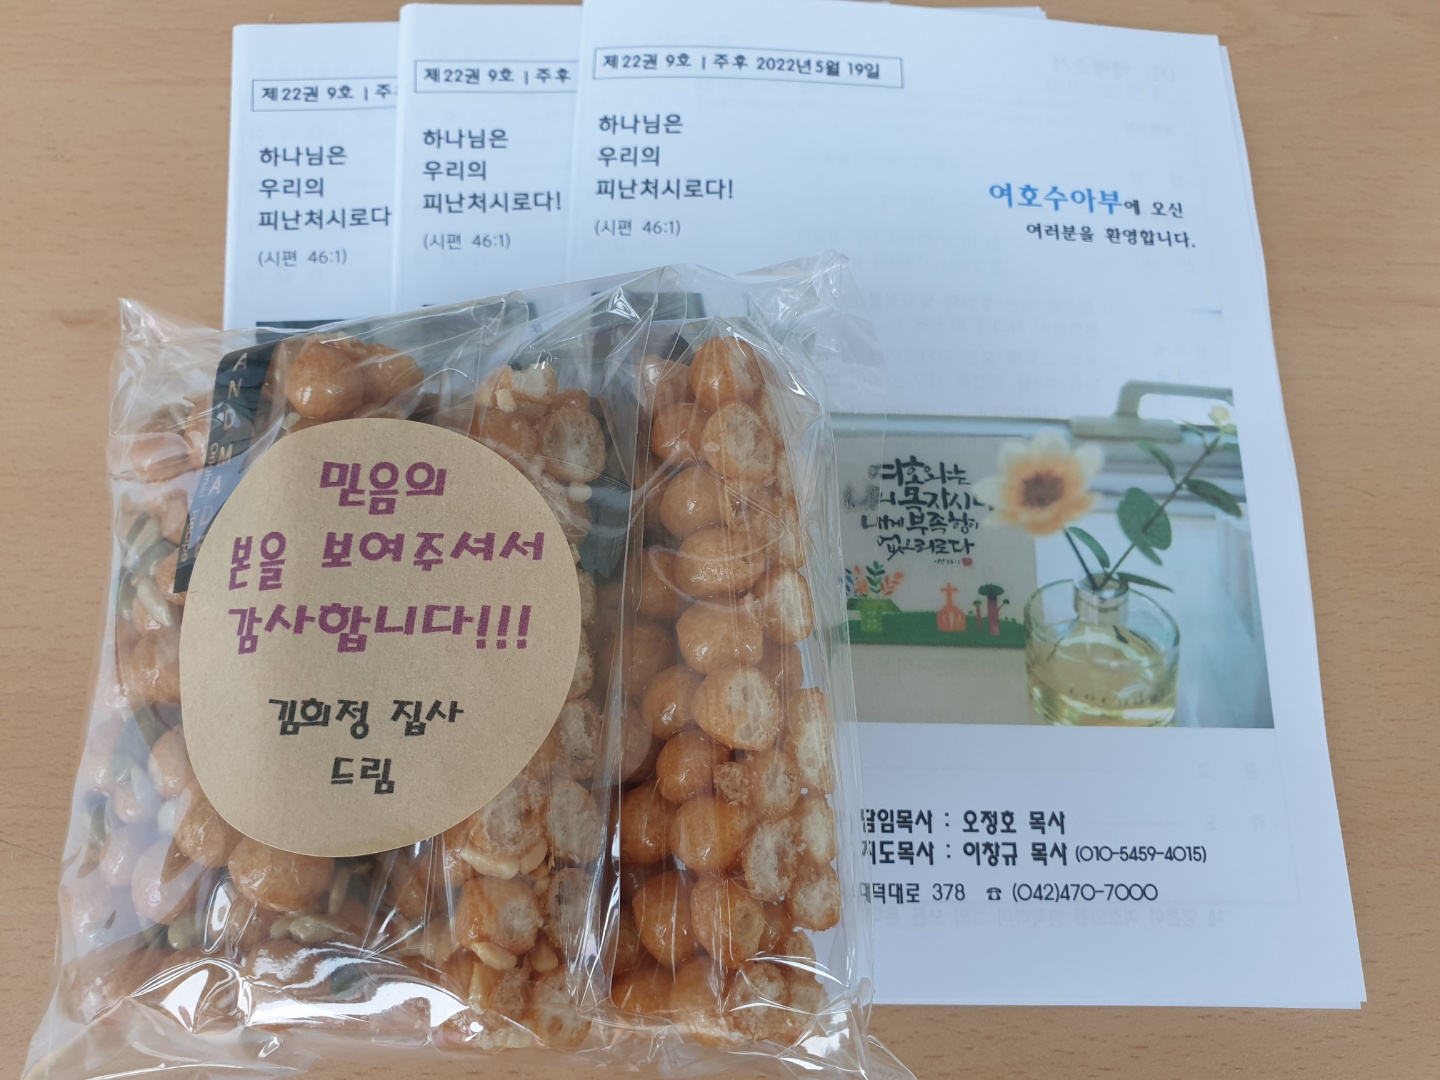 제22권 9호 | 주후
하나님은
우리의
피난처시로다
(시편 46:1)
제22권 9호 | 주후
하나님은
우리의
피난처시로다!
(시편 46:1)
제22권 9호 | 주후 2022년 5월 19일
하나님은
우리의
피난처시로다!
(시편 46:1)
여호수아부에 오신
여러분을 환영합니다.
여호와는
목자시니
내게 부족함이
없으리로다
담임목사 : 오정호 목사
지도목사 : 이창규 목사 (010-5459-4015)
대덕대로 378 ☎ (042)470-7000
믿음의
본을 보여주셔서
감사합니다!!!
김희정 집사
드림